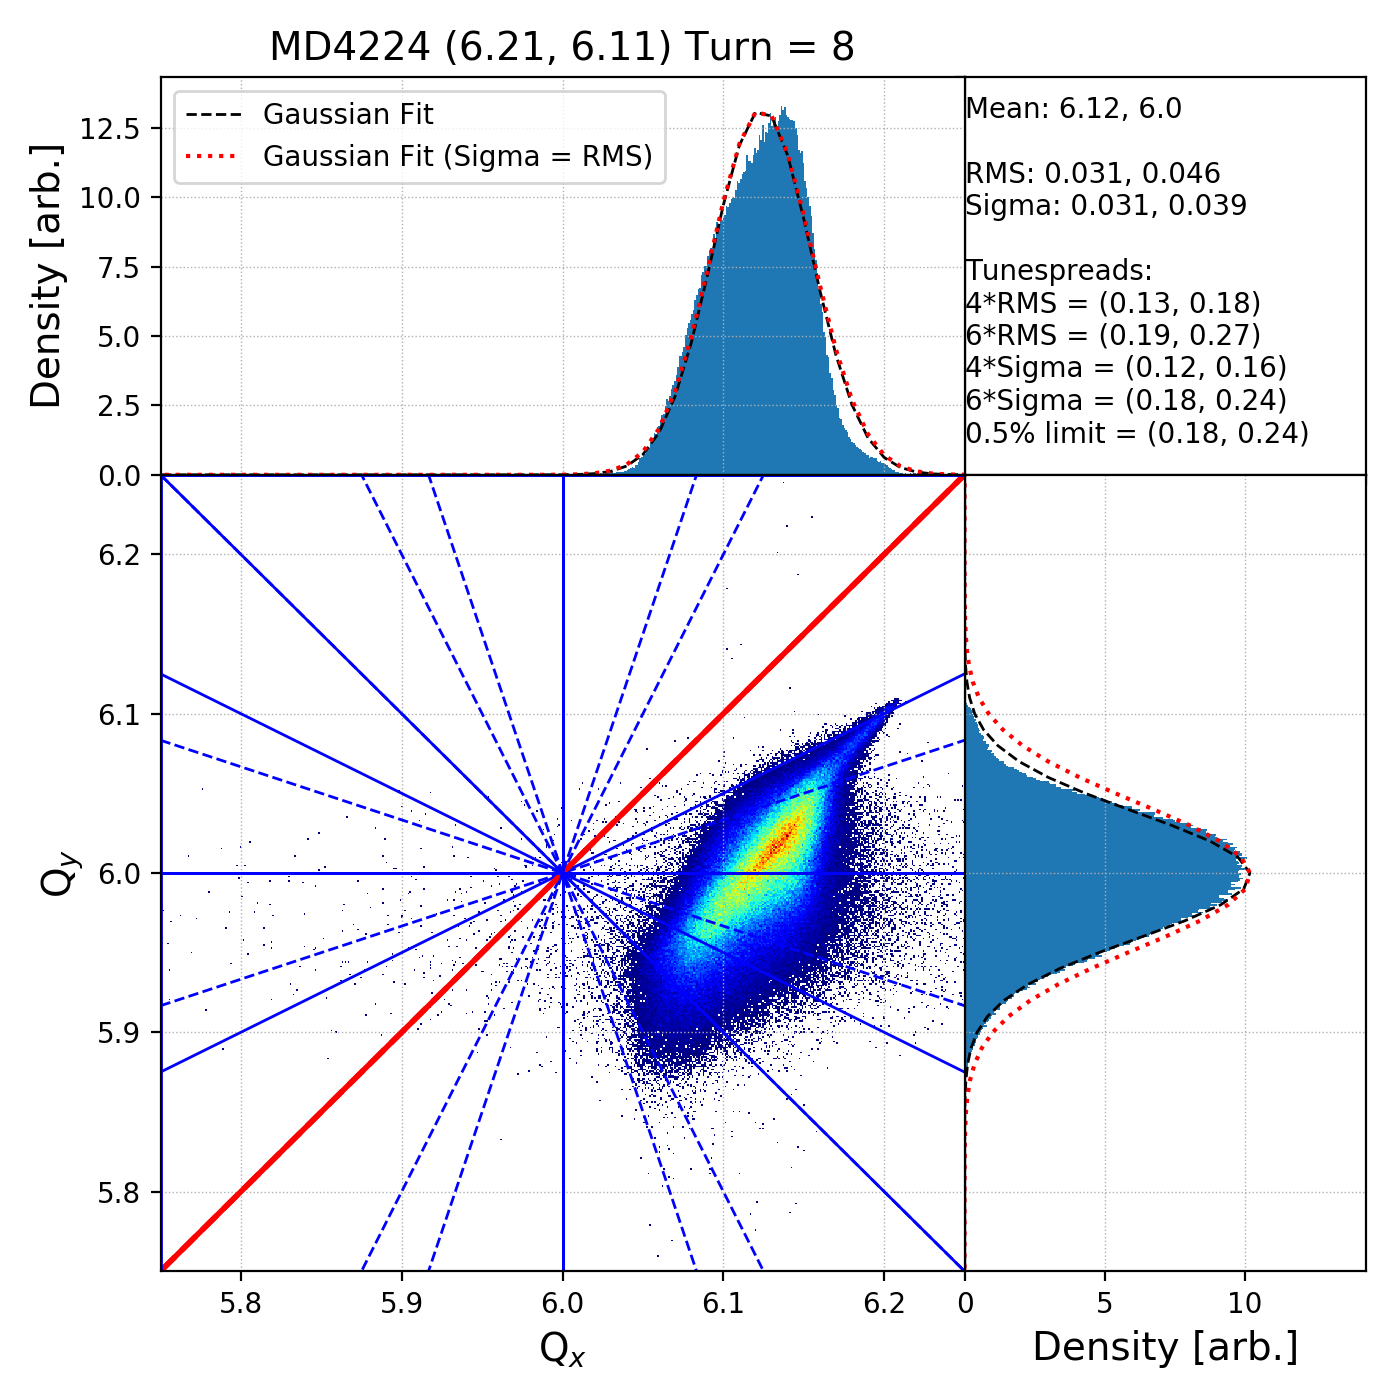 MD4224 (6.21, 6.11) Turn = 8
Gaussian Fit
Gaussian Fit (Sigma = RMS)
Density [arb.]
12.5
10.0
7.5
5.0
2.5
0.0
Mean: 6.12, 6.0
RMS: 0.031, 0.046
Sigma: 0.031, 0.039
Tunespreads:
4*RMS = (0.13, 0.18)
6*RMS = (0.19, 0.27)
4*Sigma = (0.12, 0.16)
6*Sigma = (0.18, 0.24)
0.5% limit = (0.18, 0.24)
Qy
6.2
6.1
6.0
5.9
5.8
5.8 5.9 6.0 6.1 6.2
Qx
0 5 10
Density [arb.]